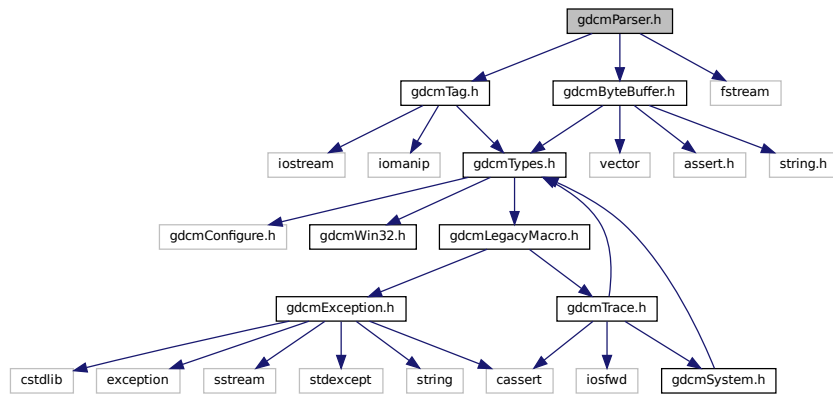 gdcmParser.h
gdcmTag.h
gdcmByteBuffer.h
fstream
iostream
iomanip
gdcmTypes.h
vector
assert.h
string.h
gdcmConfigure.h
gdcmWin32.h
gdcmLegacyMacro.h
gdcmException.h
gdcmTrace.h
cstdlib
exception
sstream
stdexcept
string
cassert
iosfwd
gdcmSystem.h